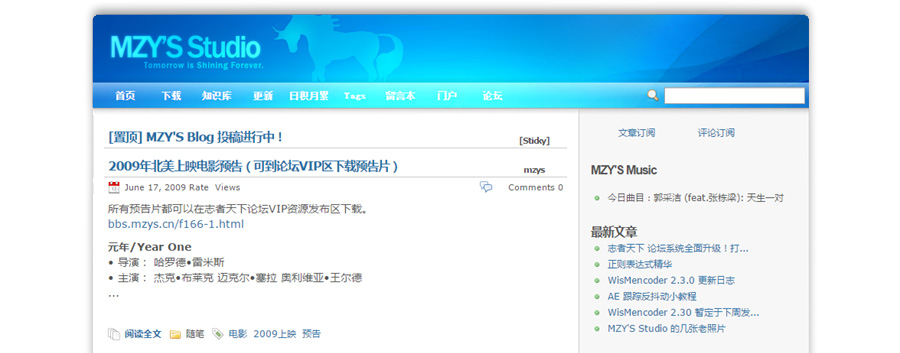 MZY'S Studio
Tomorrow is Shining Forever.
首页 下载 知识库 更新 日积月累 Tags 留言本 门户 论坛
[置顶] MZY'S Blog 投稿进行中！
[Sticky]
2009年北美上映电影预告（可到论坛VIP区下载预告片）
mzys
June 17, 2009 Rate Views
Comments 0
所有预告片都可以在志者天下论坛VIP资源发布区下载。
bbs.mzys.cn/f166-1.html
元年/Year One
• 导演： 哈罗德•雷米斯
• 主演： 杰克•布莱克 迈克尔•塞拉 奥利维亚•王尔德
...
阅读全文 随笔 电影 2009上映 预告
文章订阅 评论订阅
MZY'S Music
今日曲目：郭采洁 (feat.张栋梁): 天生一对
最新文章
志者天下 论坛系统全面升级！打...
正则表达式精华
WisMencoder 2.3.0 更新日志
AE 跟踪反抖动小教程
WisMencoder 2.30 暂定于下周发...
MZY'S Studio 的几张老照片